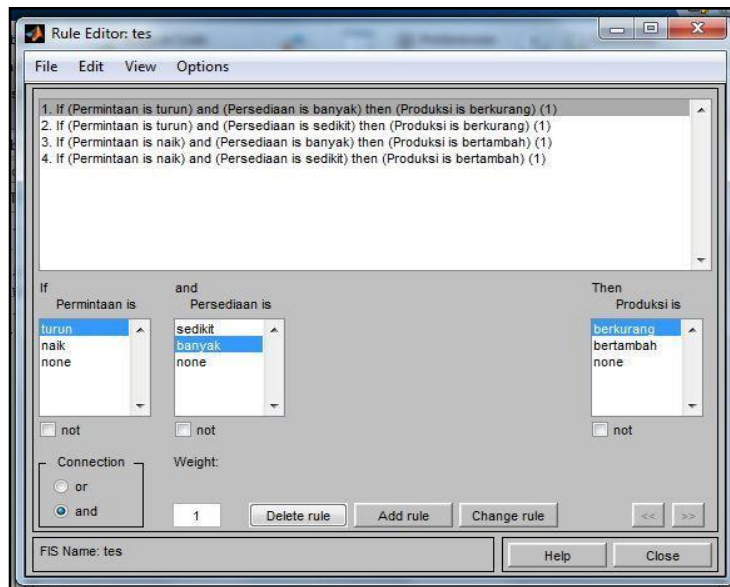 Rule Editor: tes
File Edit View Options
1. If (Permintaan is turun) and (Persediaan is banyak) then (Produksi is berkurang) (1)
2. If (Permintaan is turun) and (Persediaan is sedikit) then (Produksi is berkurang) (1)
3. If (Permintaan is naik) and (Persediaan is banyak) then (Produksi is bertambah) (1)
4. If (Permintaan is naik) and (Persediaan is sedikit) then (Produksi is bertambah) (1)
If and Then
Permintaan is Persediaan is Produksi is
turun sedikit berkurang
naik banyak bertambah
none none none
not not not
Connection Weight:
or
and 1 Delete rule Add rule Change rule << >>
FIS Name: tes Help Close